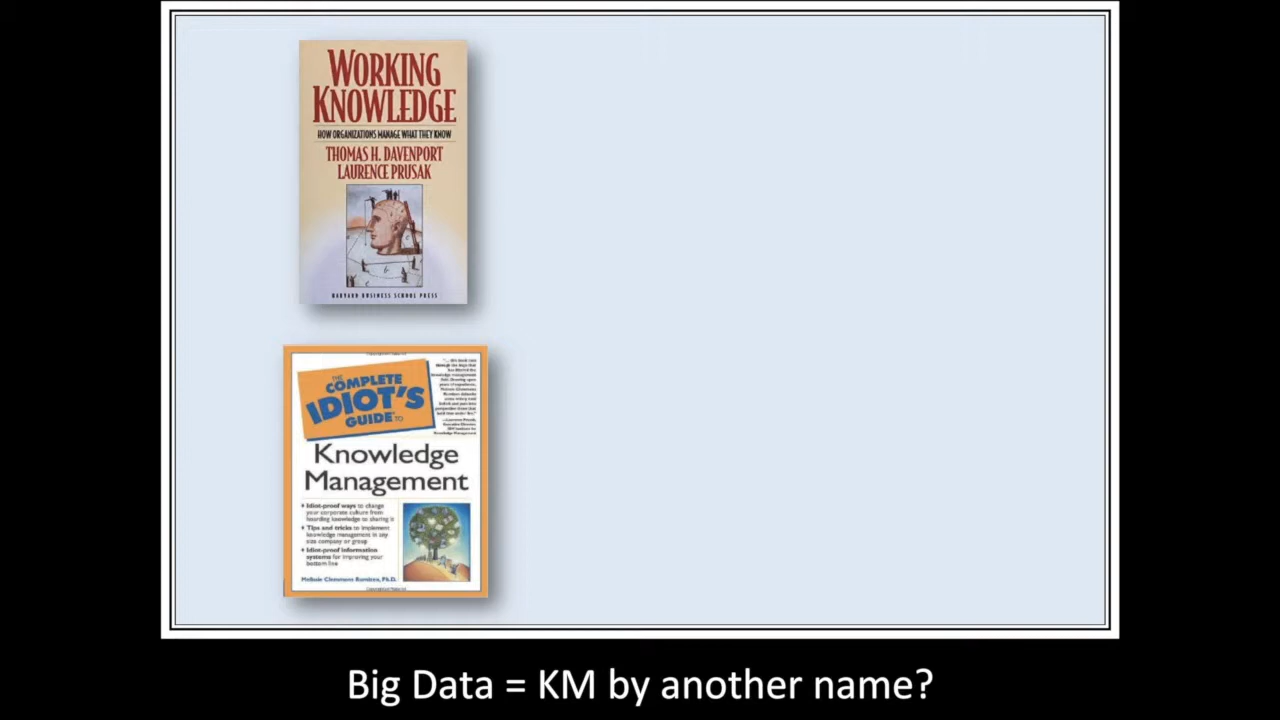 WORKING
KNOWLEDGE
HOW ORGANIZATIONS MANAGE WHAT THEY KNOW
THOMAS H. DAVENPORT
LAURENCE PRUSAK
HARVARD BUSINESS SCHOOL PRESS
THE
COMPLETE
IDIOT'S
GUIDE TO
Knowledge
Management
Idiot-proof ways to change
your corporate culture from
hoarding knowledge to sharing it
Tips and tricks to implement
knowledge management in any
size company or group
Idiot-proof information
systems for improving your
bottom line
Ph.D.
Big Data = KM by another name?